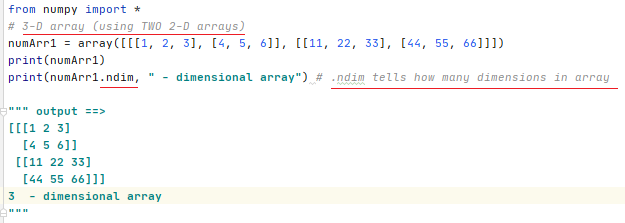 from numpy import *
# 3-D array (using TWO 2-D arrays)
numArr1 = array([[[1, 2, 3], [4, 5, 6]], [[11, 22, 33], [44, 55, 66]]])
print(numArr1)
print(numArr1.ndim, " - dimensional array") # .ndim tells how many dimensions in array
""" output ==>
[[[1 2 3]
  [4 5 6]]
 [[11 22 33]
  [44 55 66]]]
3  - dimensional array
"""